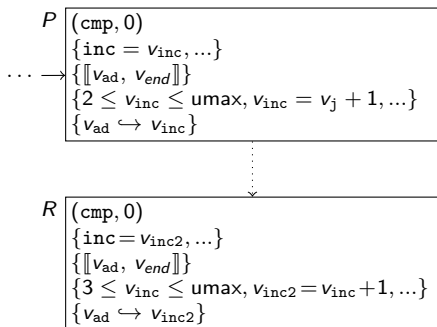 P (cmp, 0)
{inc = v_inc, ...}
{⟦v_ad, v_end⟧}
{2 ≤ v_inc ≤ umax, v_inc = v_j + 1, ...}
{v_ad ↪ v_inc}
...
R (cmp, 0)
{inc = v_inc2, ...}
{⟦v_ad, v_end⟧}
{3 ≤ v_inc ≤ umax, v_inc2 = v_inc + 1, ...}
{v_ad ↪ v_inc2}